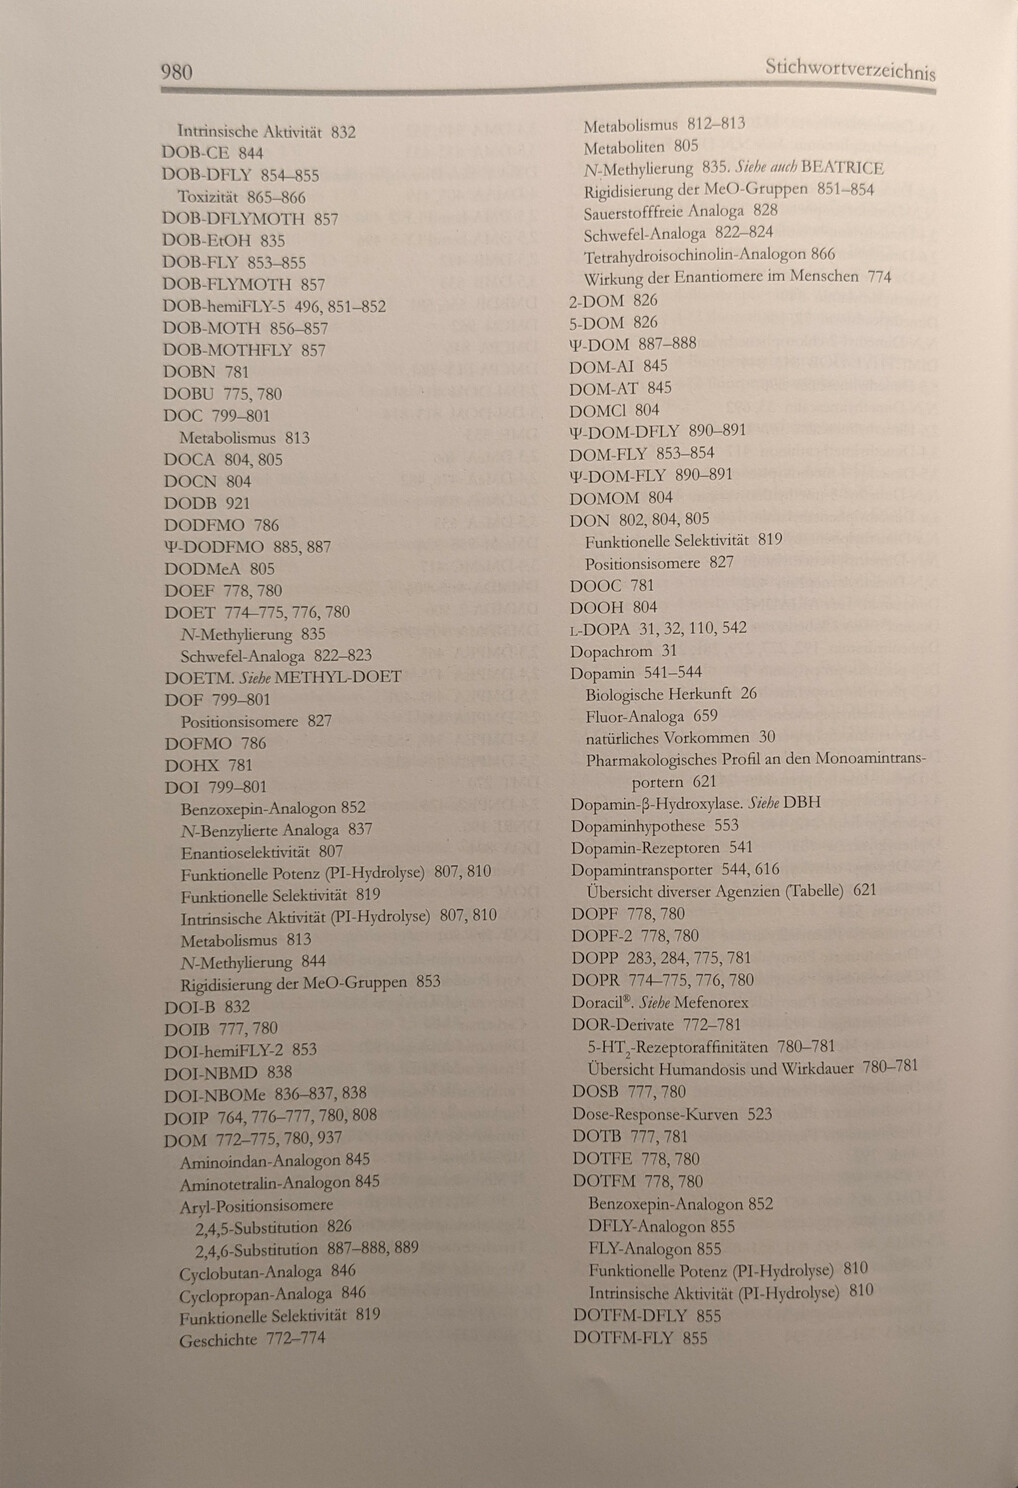 980
Stichwortverzeichnis
Intrinsische Aktivität 832
DOB-CE 844
DOB-DFLY 854–855
Toxizität 865–866
DOB-DFLYMOTH 857
DOB-EtOH 835
DOB-FLY 853–855
DOB-FLYMOTH 857
DOB-hemiFLY-5 496, 851–852
DOB-MOTH 856–857
DOB-MOTHFLY 857
DOBN 781
DOBU 775, 780
DOC 799–801
Metabolismus 813
DOCA 804, 805
DOCN 804
DODB 921
DODFMO 786
Ψ-DODFMO 885, 887
DODMeA 805
DOEF 778, 780
DOET 774–775, 776, 780
N-Methylierung 835
Schwefel-Analoga 822–823
DOETM. Siehe METHYL-DOET
DOF 799–801
Positionsisomere 827
DOFMO 786
DOHX 781
DOI 799–801
Benzoxepin-Analogon 852
N-Benzylierte Analoga 837
Enantioselektivität 807
Funktionelle Potenz (PI-Hydrolyse) 807, 810
Funktionelle Selektivität 819
Intrinsische Aktivität (PI-Hydrolyse) 807, 810
Metabolismus 813
N-Methylierung 844
Rigidisierung der MeO-Gruppen 853
DOI-B 832
DOIB 777, 780
DOI-hemiFLY-2 853
DOI-NBMD 838
DOI-NBOMe 836–837, 838
DOIP 764, 776–777, 780, 808
DOM 772–775, 780, 937
Aminoindan-Analogon 845
Aminotetralin-Analogon 845
Aryl-Positionsisomere
2,4,5-Substitution 826
2,4,6-Substitution 887–888, 889
Cyclobutan-Analoga 846
Cyclopropan-Analoga 846
Funktionelle Selektivität 819
Geschichte 772–774
Metabolismus 812–813
Metaboliten 805
N-Methylierung 835. Siehe auch BEATRICE
Rigidisierung der MeO-Gruppen 851–854
Sauerstofffreie Analoga 828
Schwefel-Analoga 822–824
Tetrahydroisochinolin-Analogon 866
Wirkung der Enantiomere im Menschen 774
2-DOM 826
5-DOM 826
Ψ-DOM 887–888
DOM-AI 845
DOM-AT 845
DOMCl 804
Ψ-DOM-DFLY 890–891
DOM-FLY 853–854
Ψ-DOM-FLY 890–891
DOMOM 804
DON 802, 804, 805
Funktionelle Selektivität 819
Positionsisomere 827
DOOC 781
DOOH 804
L-DOPA 31, 32, 110, 542
Dopachrom 31
Dopamin 541–544
Biologische Herkunft 26
Fluor-Analoga 659
natürliches Vorkommen 30
Pharmakologisches Profil an den Monoamintrans-
portern 621
Dopamin-β-Hydroxylase. Siehe DBH
Dopaminhypothese 553
Dopamin-Rezeptoren 541
Dopamintransporter 544, 616
Übersicht diverser Agenzien (Tabelle) 621
DOPF 778, 780
DOPF-2 778, 780
DOPP 283, 284, 775, 781
DOPR 774–775, 776, 780
Doracil®. Siehe Mefenorex
DOR-Derivate 772–781
5-HT₂-Rezeptoraffinitäten 780–781
Übersicht Humandosis und Wirkdauer 780–781
DOSB 777, 780
Dose-Response-Kurven 523
DOTB 777, 781
DOTFE 778, 780
DOTFM 778, 780
Benzoxepin-Analogon 852
DFLY-Analogon 855
FLY-Analogon 855
Funktionelle Potenz (PI-Hydrolyse) 810
Intrinsische Aktivität (PI-Hydrolyse) 810
DOTFM-DFLY 855
DOTFM-FLY 855